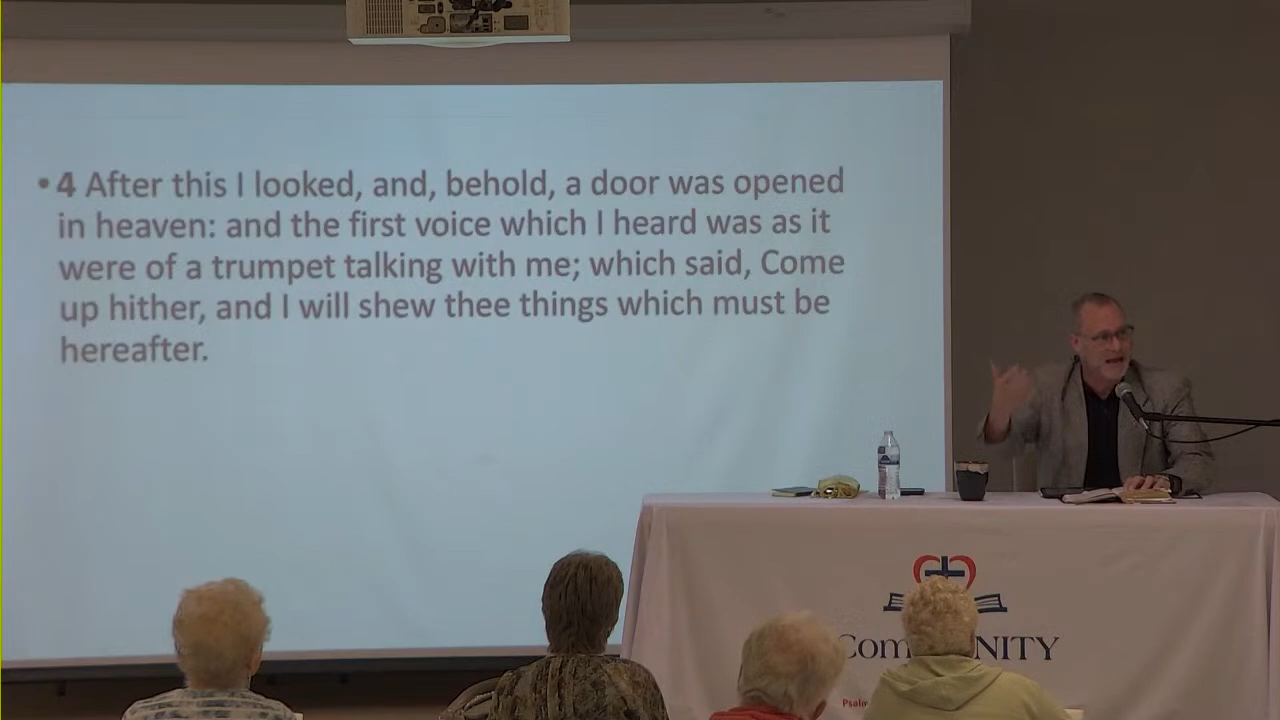 • 4 After this I looked, and, behold, a door was opened
in heaven: and the first voice which I heard was as it
were of a trumpet talking with me; which said, Come
up hither, and I will shew thee things which must be
hereafter.
Com NITY
Psalm